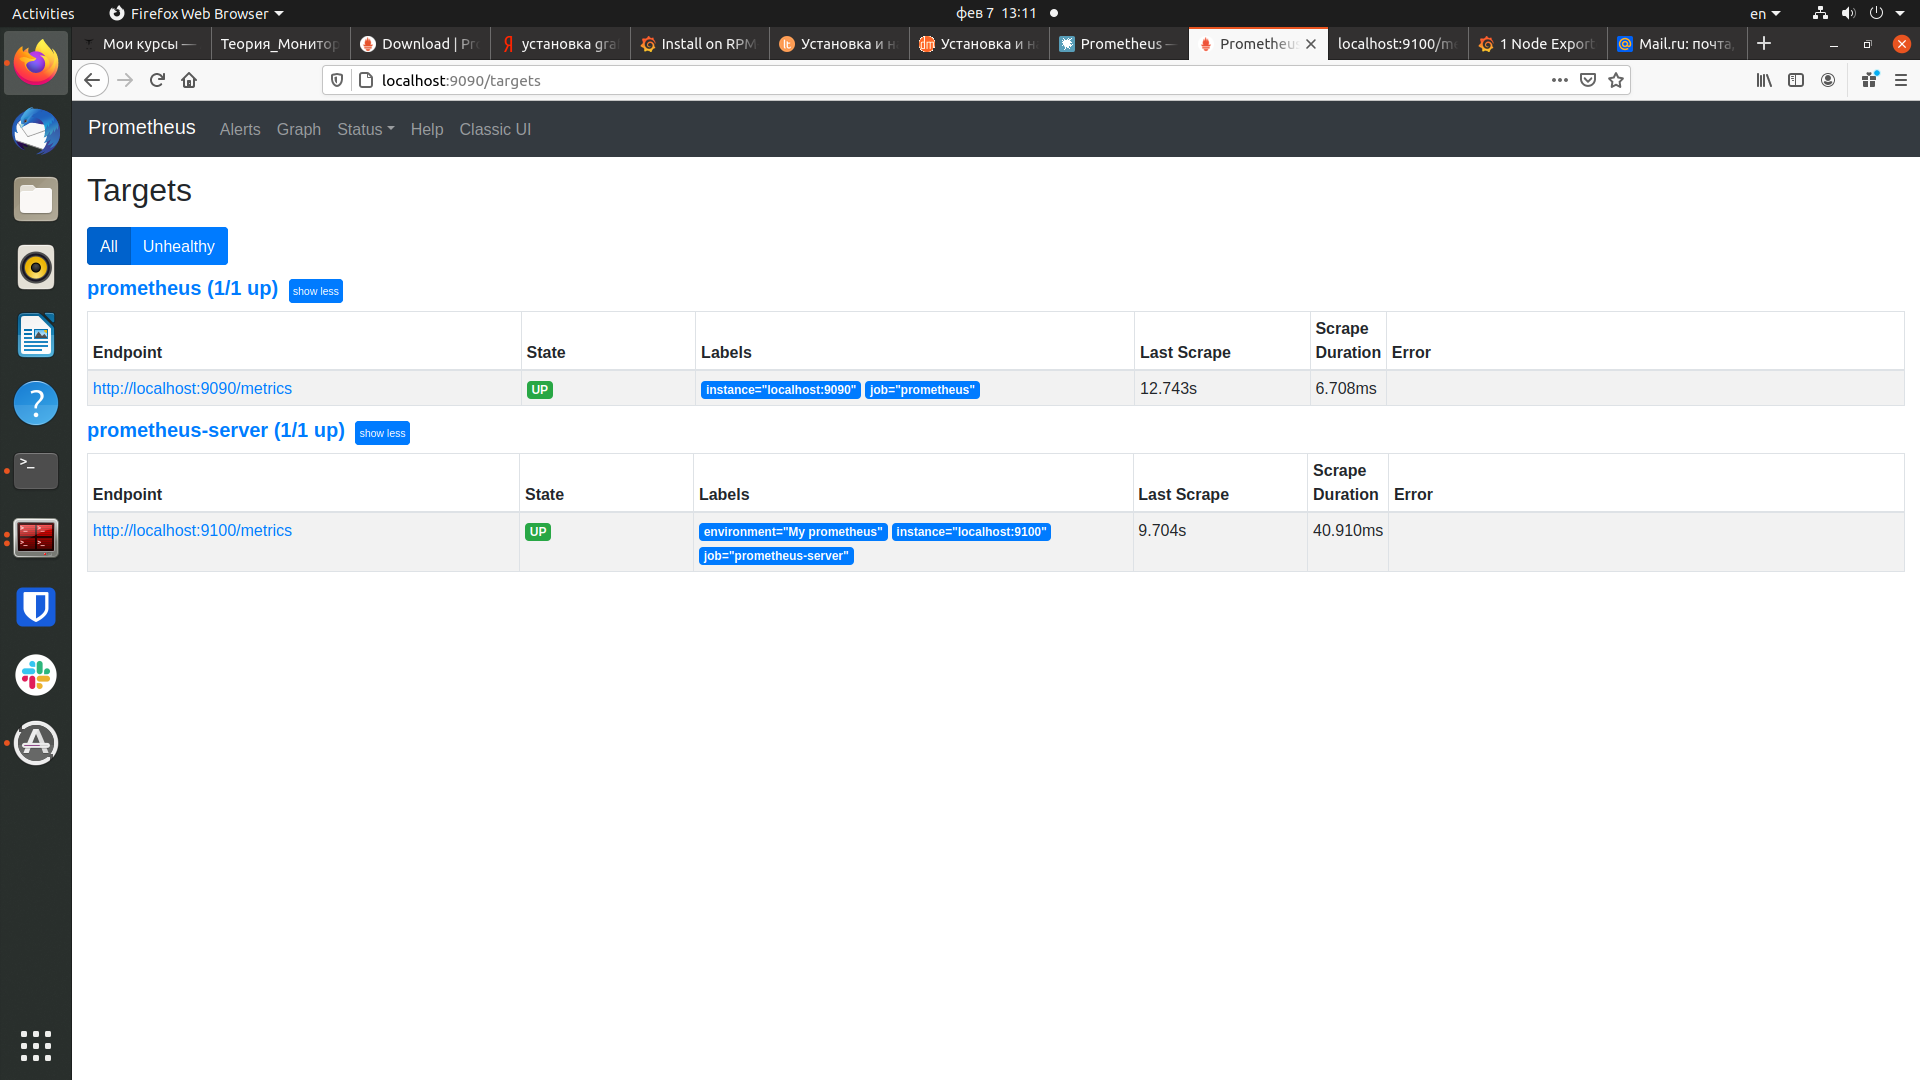 Activities Firefox Web Browser фев 7 13:11 en
Мои курсы — Теория_Монитор Download | Pr установка gra Install on RPM Установка и н Установка и н Prometheus — Prometheus localhost:9100/me 1 Node Export Mail.ru: почта,
localhost:9090/targets
Prometheus Alerts Graph Status Help Classic UI
Targets
All Unhealthy
prometheus (1/1 up) show less
Endpoint State Labels Last Scrape Scrape Duration Error
http://localhost:9090/metrics UP instance="localhost:9090" job="prometheus" 12.743s 6.708ms
prometheus-server (1/1 up) show less
Endpoint State Labels Last Scrape Scrape Duration Error
http://localhost:9100/metrics UP environment="My prometheus" instance="localhost:9100" 9.704s 40.910ms
job="prometheus-server"